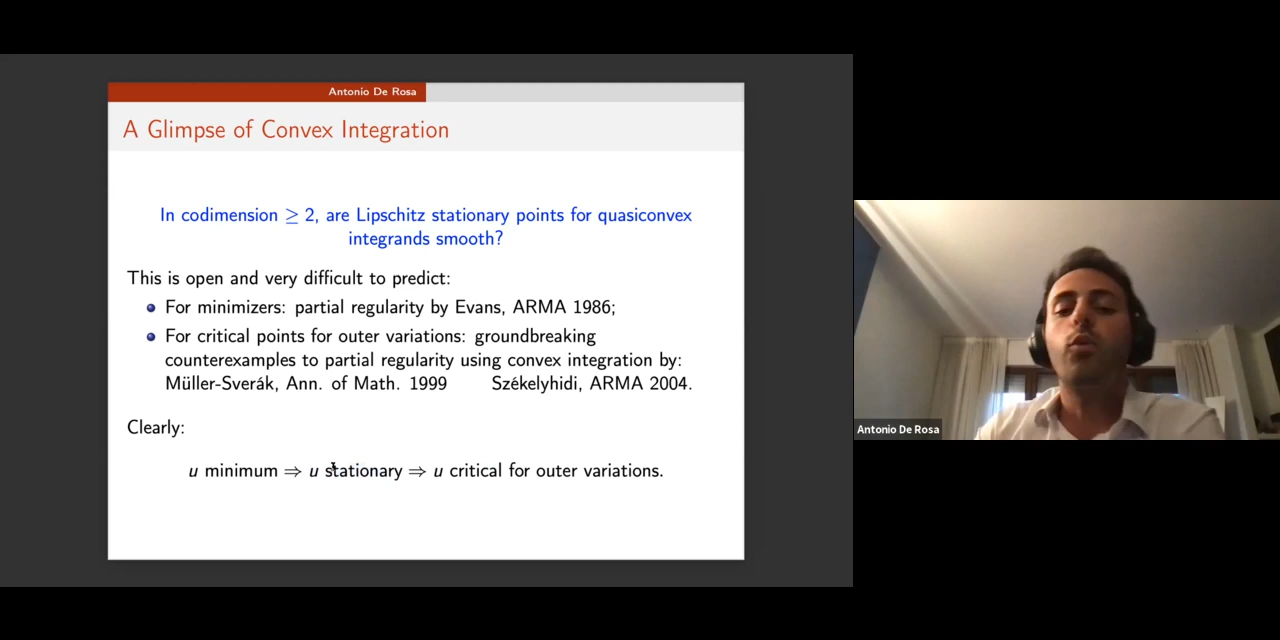 Antonio De Rosa
A Glimpse of Convex Integration
In codimension ≥ 2, are Lipschitz stationary points for quasiconvex
integrands smooth?
This is open and very difficult to predict:
For minimizers: partial regularity by Evans, ARMA 1986;
For critical points for outer variations: groundbreaking
counterexamples to partial regularity using convex integration by:
Müller-Sverák, Ann. of Math. 1999 Székelyhidi, ARMA 2004.
Clearly:
u minimum ⇒ u stationary ⇒ u critical for outer variations.
Antonio De Rosa